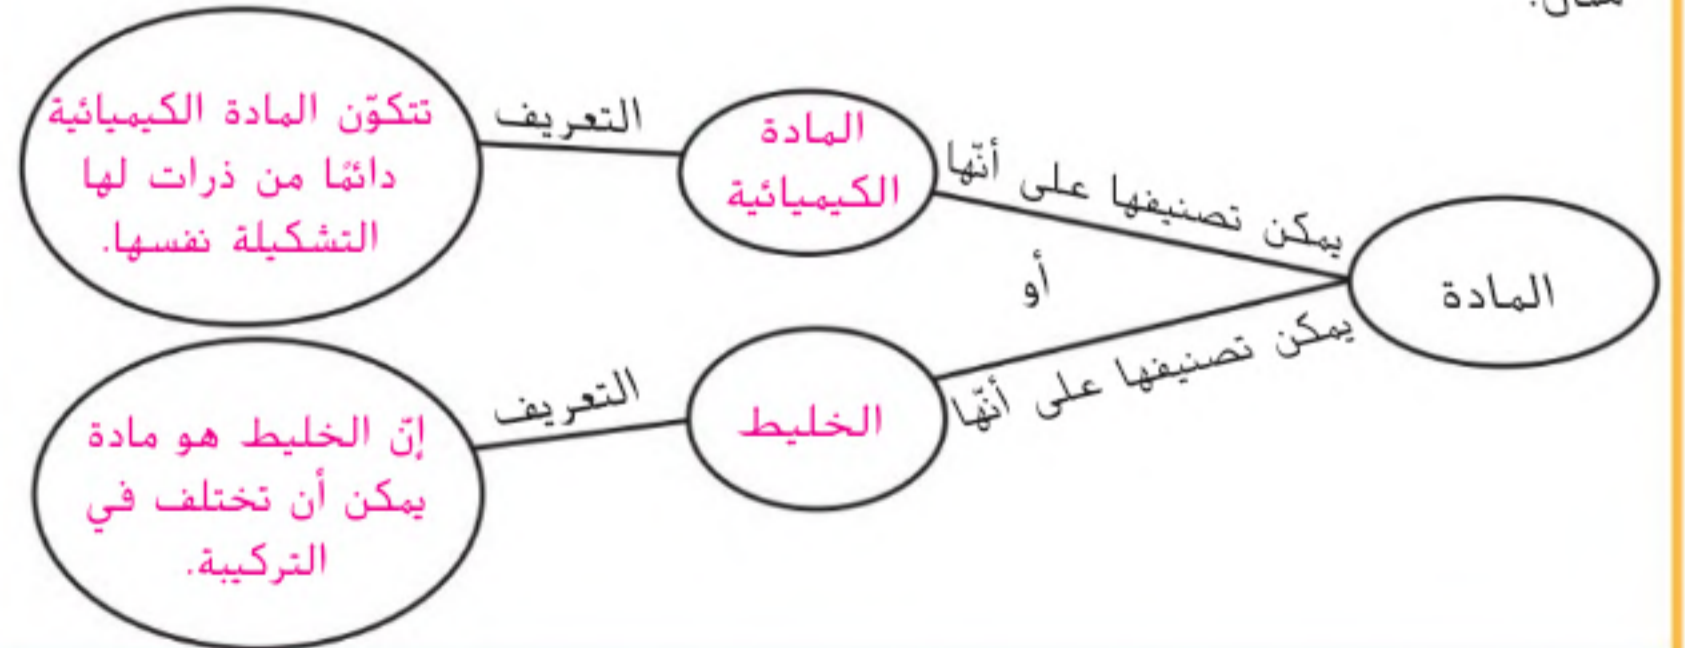 المادة
يمكن تصنيفها على أنّها
أو
يمكن تصنيفها على أنّها
المادة
الكيميائية
التعريف
تتكوّن المادة الكيميائية
دائمًا من ذرات لها
التشكيلة نفسها.
الخليط
التعريف
إنّ الخليط هو مادة
يمكن أن تختلف في
التركيبة.